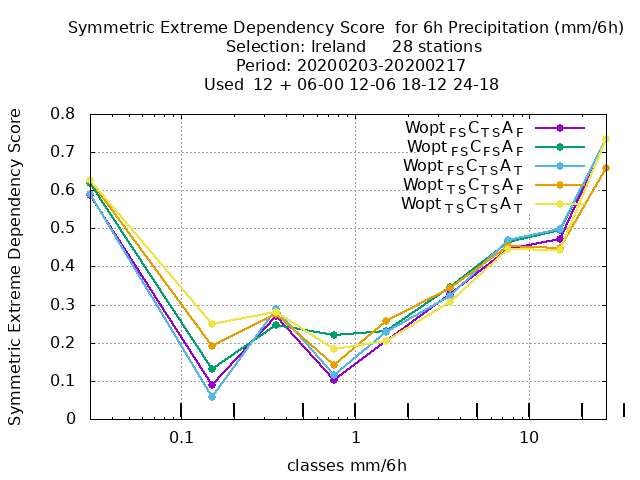 Symmetric Extreme Dependency Score for 6h Precipitation (mm/6h)
Selection: Ireland 28 stations
Period: 20200203-20200217
Used 12 + 06-00 12-06 18-12 24-18
Symmetric Extreme Dependency Score
0.8
0.7
0.6
0.5
0.4
0.3
0.2
0.1
0
Wopt FS C TS A F
Wopt FS C FS A F
Wopt FS C TS A T
Wopt TS C TS A F
Wopt TS C TS A T
0.1 1 10
classes mm/6h